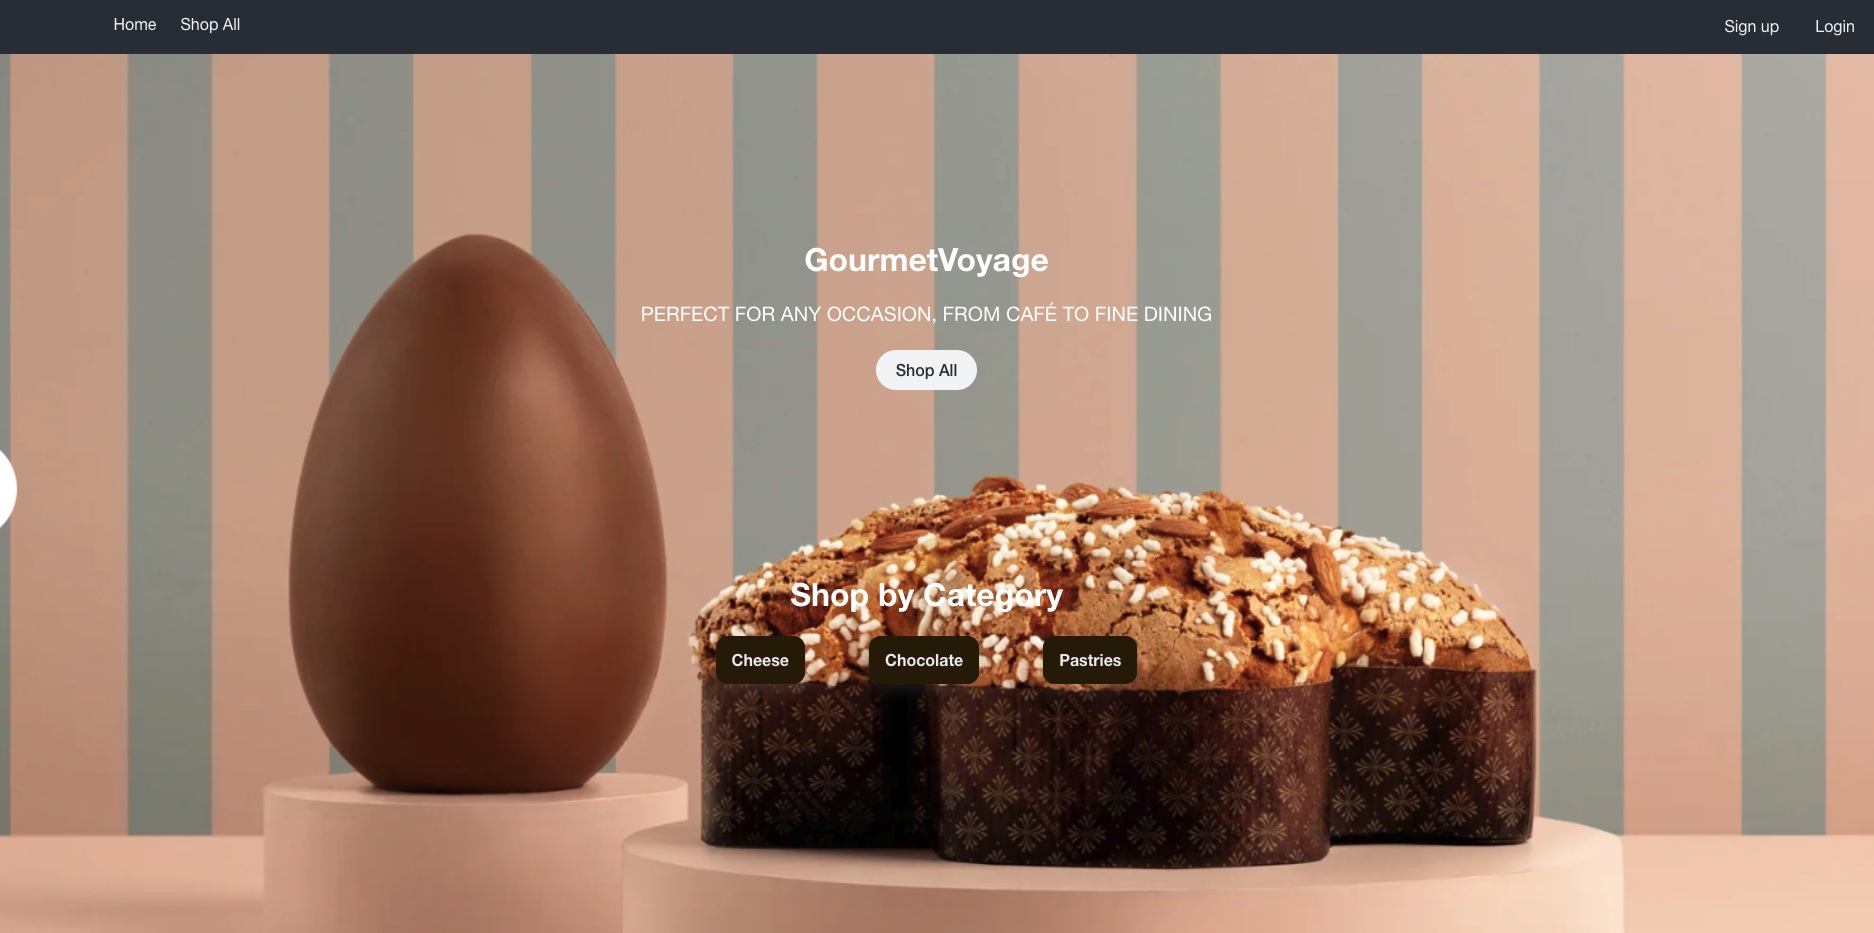 Home Shop All Sign up Login
GourmetVoyage
PERFECT FOR ANY OCCASION, FROM CAFÉ TO FINE DINING
Shop All
Shop by Category
Cheese Chocolate Pastries